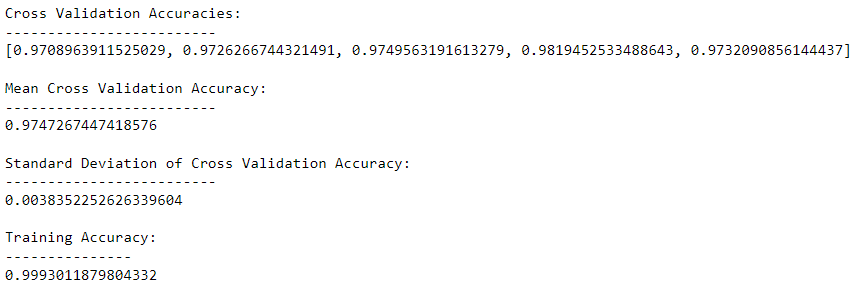 Cross Validation Accuracies:
-------------------------
[0.9708963911525029, 0.9726266744321491, 0.9749563191613279, 0.9819452533488643, 0.9732090856144437]
Mean Cross Validation Accuracy:
-------------------------
0.9747267447418576
Standard Deviation of Cross Validation Accuracy:
-------------------------
0.0038352252626339604
Training Accuracy:
---------------
0.9993011879804332